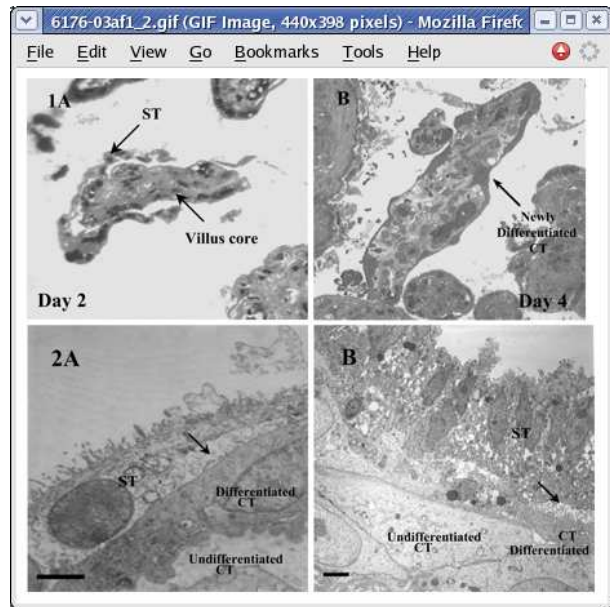 6176-03af1_2.gif (GIF Image, 440x398 pixels) - Mozilla Firefo
File Edit View Go Bookmarks Tools Help
1A
ST
Villus core
Day 2
B
Newly
Differentiated
CT
Day 4
2A
ST
Differentiated
CT
Undifferentiated
CT
B
ST
Undifferentiated
CT
CT
Differentiated